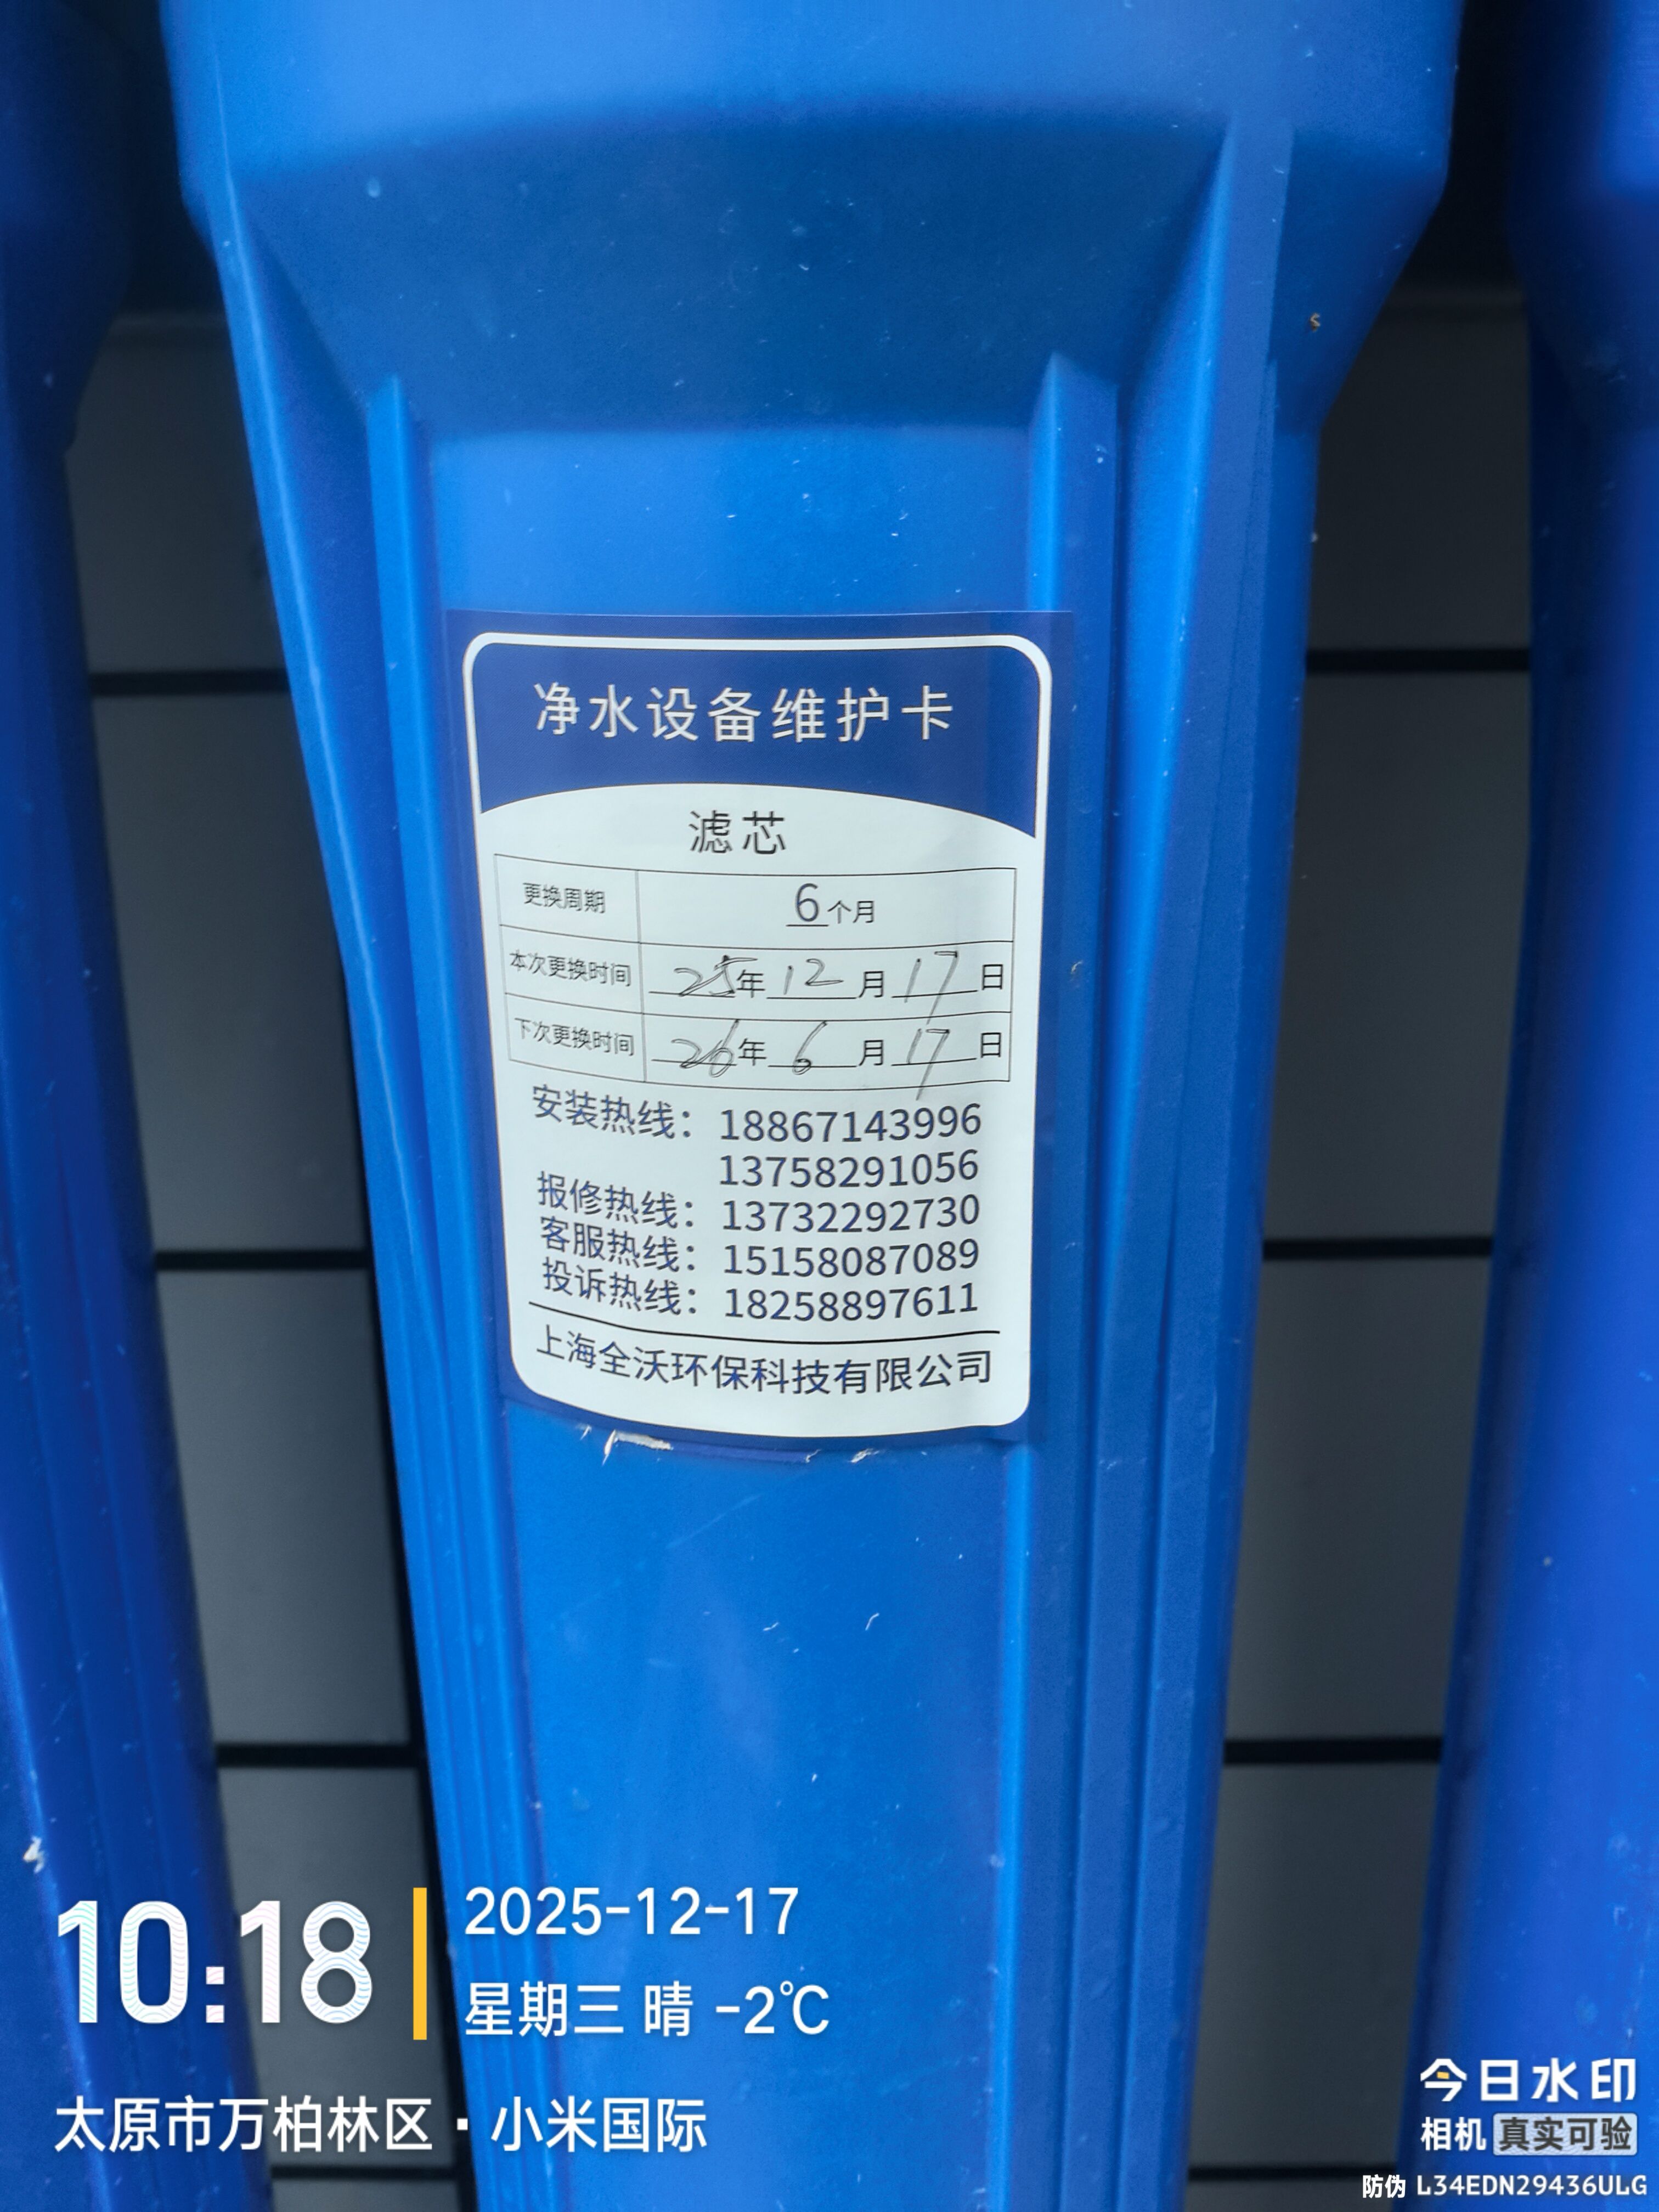 净水设备维护卡
滤芯
更换周期 6个月
本次更换时间 25年12月17日
下次更换时间 26年6月17日
安装热线：18867143996
13758291056
报修热线：13732292730
客服热线：15158087089
投诉热线：18258897611
上海全沃环保科技有限公司
10:18
2025-12-17
星期三 晴 -2℃
太原市万柏林区·小米国际
今日水印
相机 真实可验
防伪 L34EDN29436ULG